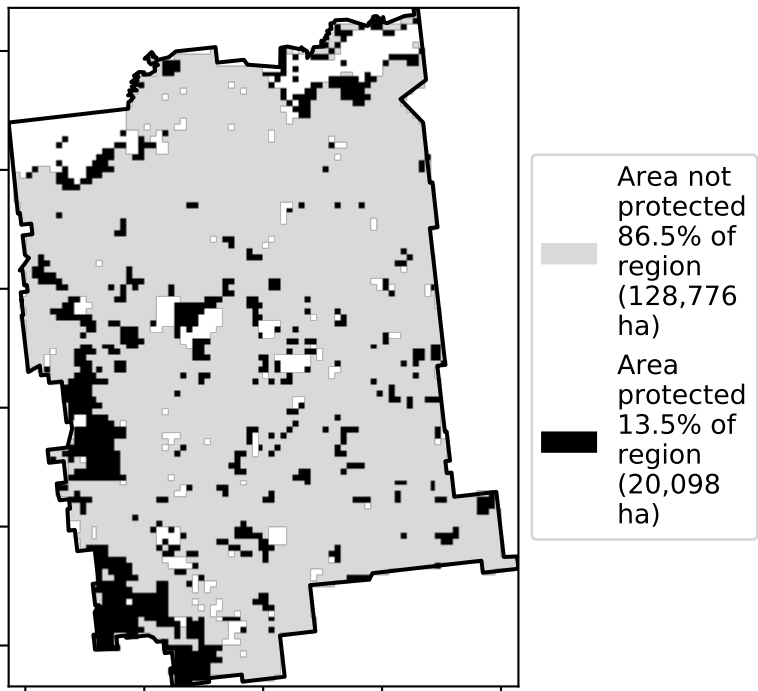 Area not
protected
86.5% of
region
(128,776
ha)
Area
protected
13.5% of
region
(20,098
ha)